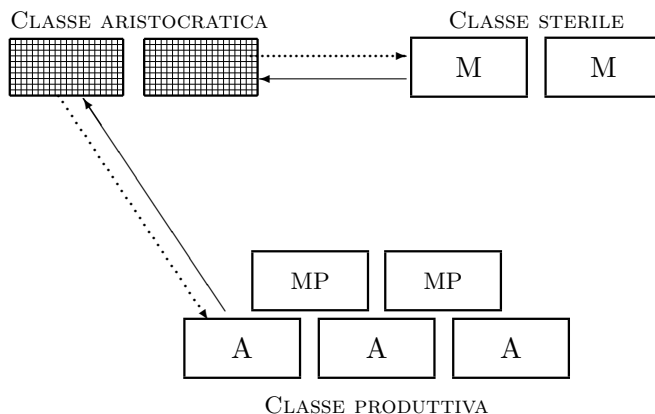 Classe aristocratica Classe sterile
M M
MP MP
A A A
Classe produttiva